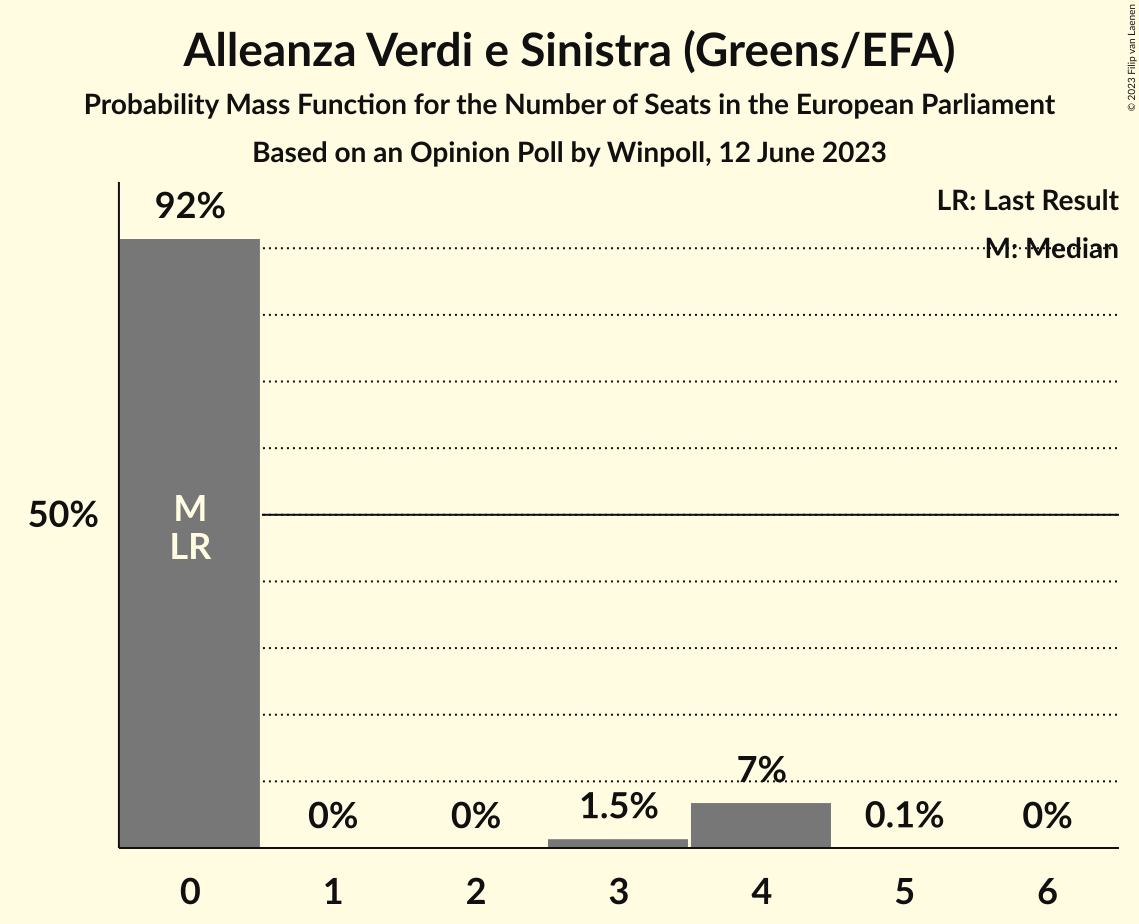 Alleanza Verdi e Sinistra (Greens/EFA)
Probability Mass Function for the Number of Seats in the European Parliament
Based on an Opinion Poll by Winpoll, 12 June 2023
© 2023 Filip van Laenen
LR: Last Result
M: Median
92%
50%
M
LR
0%
0%
1.5%
7%
0.1%
0%
0
1
2
3
4
5
6